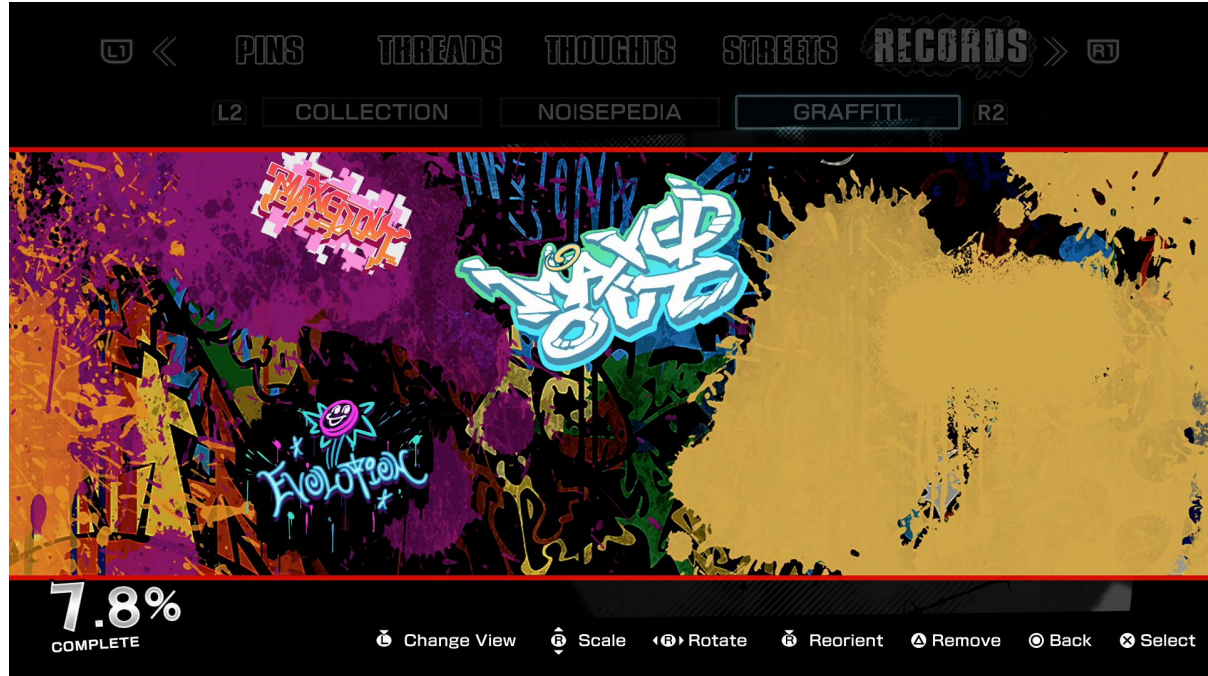 L1 PINS THREADS THOUGHTS STREETS RECORDS R1
L2 COLLECTION NOISEPEDIA GRAFFITI R2
MAXED OUT
MAXED
OUT
EVOLUTION
7.8%
COMPLETE
L Change View R Scale R Rotate R Reorient Remove Back Select